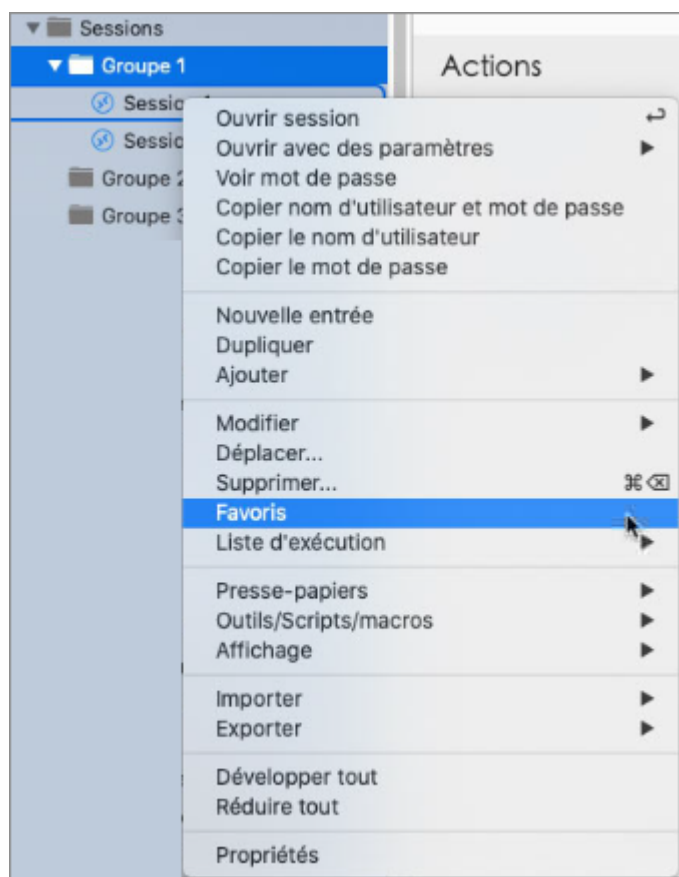 Sessions
Groupe 1
Actions
Ouvrir session
Ouvrir avec des paramètres
Voir mot de passe
Copier nom d'utilisateur et mot de passe
Copier le nom d'utilisateur
Copier le mot de passe
Groupe
Groupe
Nouvelle entrée
Dupliquer
Ajouter
Modifier
Déplacer...
Supprimer... ⌘⌫
Favoris
Liste d'exécution
Presse-papiers
Outils/Scripts/macros
Affichage
Importer
Exporter
Développer tout
Réduire tout
Propriétés